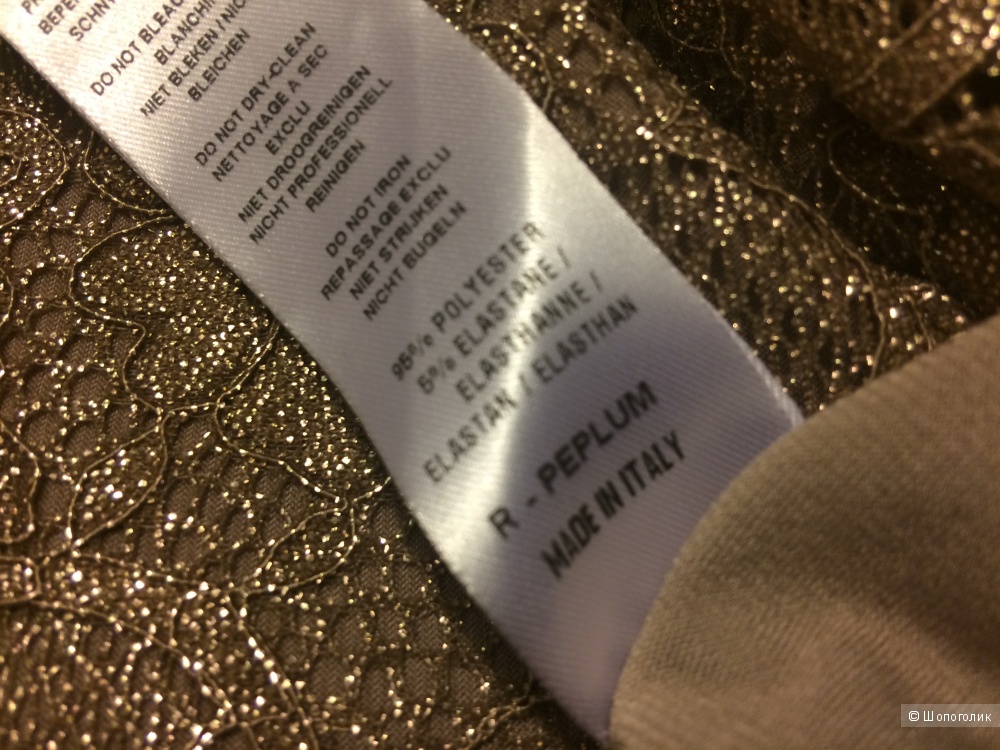 DO NOT BLEAC
BLANCHI
NIET BLEKEN / NIC
BLEICHEN
DO NOT DRY-CLEAN
NETTOYAGE A SEC
EXCLU
NIET DROOGREINIGEN
NICHT PROFESSIONELL
REINIGEN
DO NOT IRON
REPASSAGE EXCLU
NIET STRIJKEN
NICHT BUGELN
95% POLYESTER
5% ELASTANE /
ELASTHANNE /
ELASTAN / ELASTHAN
R - PEPLUM
MADE IN ITALY
© Шопоголик